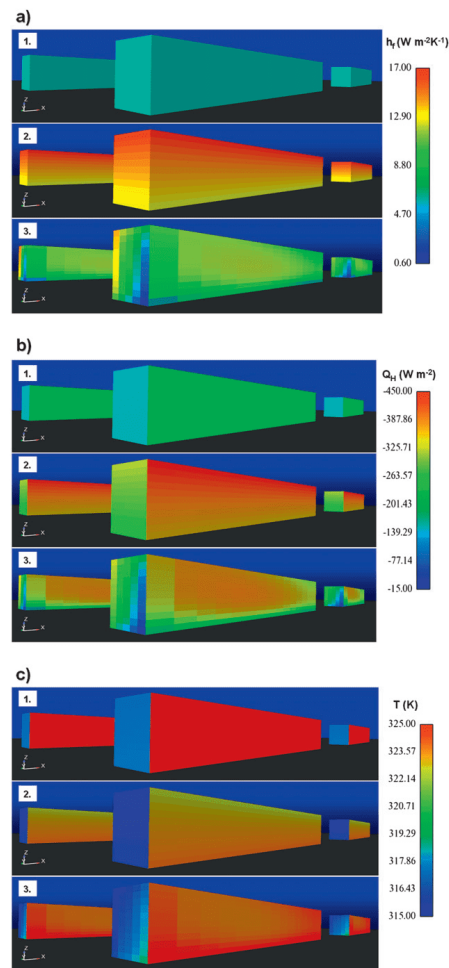 a)
h_f (W m⁻²K⁻¹)
1.
17.00
Z
X
2.
12.90
Z
X
8.80
3.
4.70
Z
X
0.60
b)
Q_H (W m⁻²)
1.
-450.00
Z
X
-387.86
2.
-325.71
-263.57
Z
X
-201.43
3.
-139.29
-77.14
Z
X
-15.00
c)
T (K)
1.
325.00
Z
X
323.57
2.
322.14
320.71
Z
X
319.29
3.
317.86
316.43
Z
X
315.00